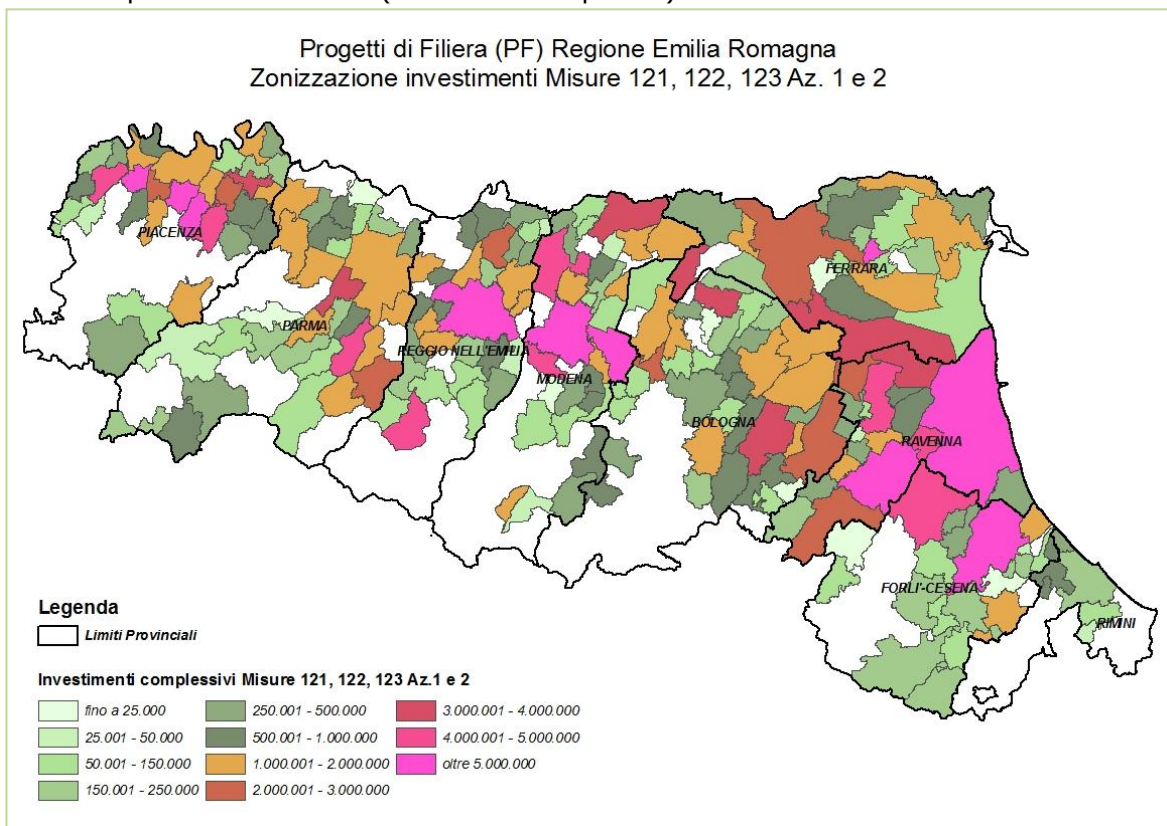 Progetti di Filiera (PF) Regione Emilia Romagna
Zonizzazione investimenti Misure 121, 122, 123 Az. 1 e 2
PIACENZA
PARMA
REGGIO NELL'EMILIA
MODENA
BOLOGNA
FERRARA
RAVENNA
FORLI'-CESENA
RIMINI
Legenda
Limiti Provinciali
Investimenti complessivi Misure 121, 122, 123 Az.1 e 2
fino a 25.000
25.001 - 50.000
50.001 - 150.000
150.001 - 250.000
250.001 - 500.000
500.001 - 1.000.000
1.000.001 - 2.000.000
2.000.001 - 3.000.000
3.000.001 - 4.000.000
4.000.001 - 5.000.000
oltre 5.000.000